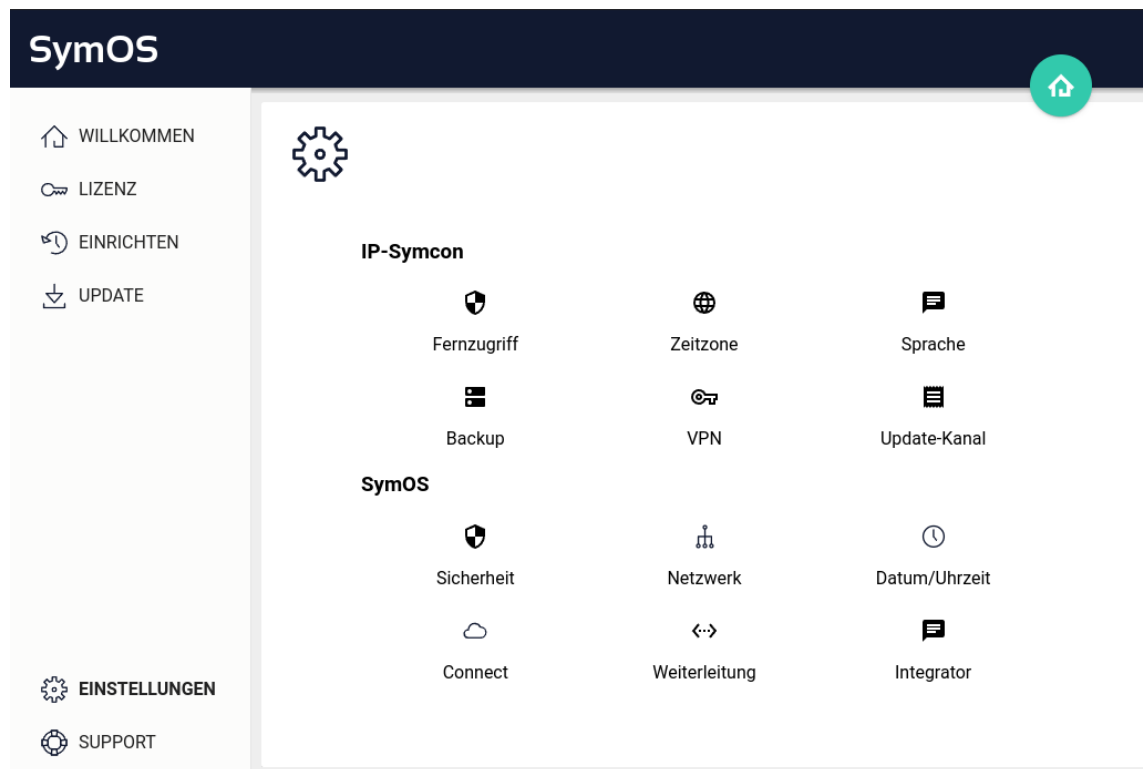 SymOS
WILLKOMMEN
LIZENZ
EINRICHTEN
UPDATE
EINSTELLUNGEN
SUPPORT
IP-Symcon
Fernzugriff Zeitzone Sprache
Backup VPN Update-Kanal
SymOS
Sicherheit Netzwerk Datum/Uhrzeit
Connect Weiterleitung Integrator